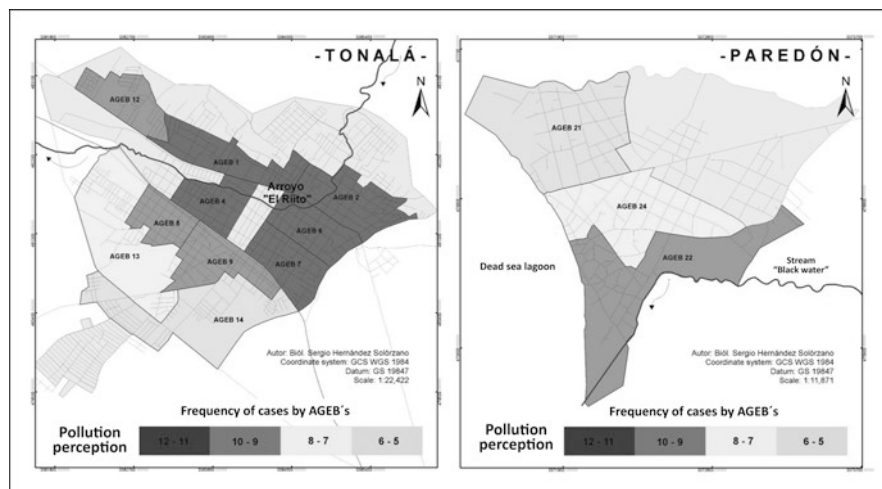 - TONALÁ -
N
AGEB 12
AGEB 1
Arroyo
"El Riito"
AGEB 2
AGEB 4
AGEB 5
AGEB 6
AGEB 13
AGEB 9
AGEB 7
AGEB 14
Autor: Biól. Sergio Hernández Solórzano
Coordinate system: GCS WGS 1984
Datum: GS 19847
Scale: 1:22,422
Frequency of cases by AGEB´s
Pollution
perception
12 - 11
10 - 9
8 - 7
6 - 5
- PAREDÓN -
N
AGEB 21
AGEB 24
AGEB 22
Dead sea lagoon
Stream
"Black water"
Autor: Biól. Sergio Hernández Solórzano
Coordinate system: GCS WGS 1984
Datum: GS 19847
Scale: 1:11,871
Frequency of cases by AGEB´s
Pollution
perception
12 - 11
10 - 9
8 - 7
6 - 5